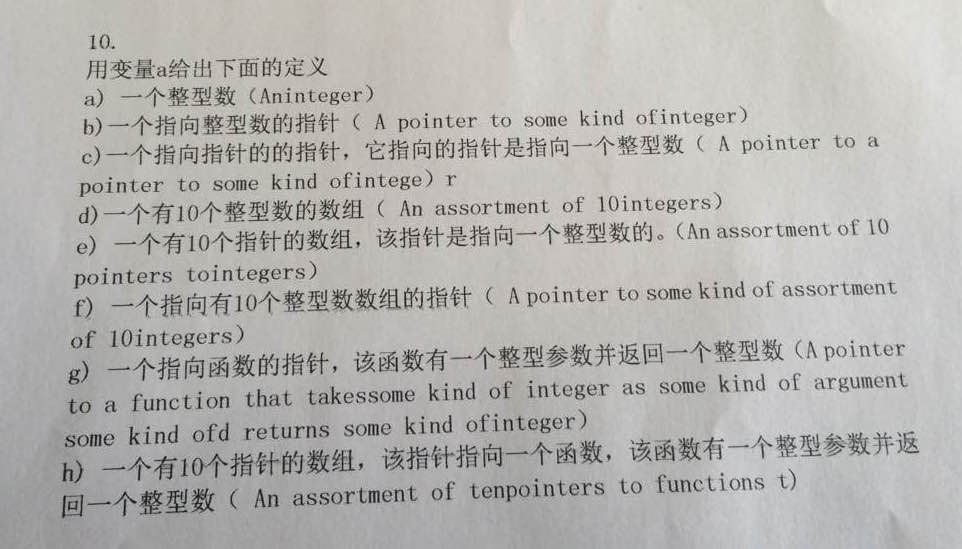 10.
用变量a给出下面的定义
a) 一个整型数（Aninteger）
b)一个指向整型数的指针（ A pointer to some kind ofinteger）
c)一个指向指针的的指针，它指向的指针是指向一个整型数（ A pointer to a
pointer to some kind ofintege）r
d)一个有10个整型数的数组（ An assortment of 10integers）
e) 一个有10个指针的数组，该指针是指向一个整型数的。（An assortment of 10
pointers tointegers）
f) 一个指向有10个整型数数组的指针（ A pointer to some kind of assortment
of 10integers）
g) 一个指向函数的指针，该函数有一个整型参数并返回一个整型数（A pointer
to a function that takessome kind of integer as some kind of argument
some kind ofd returns some kind ofinteger）
h) 一个有10个指针的数组，该指针指向一个函数，该函数有一个整型参数并返
回一个整型数（ An assortment of tenpointers to functions t)